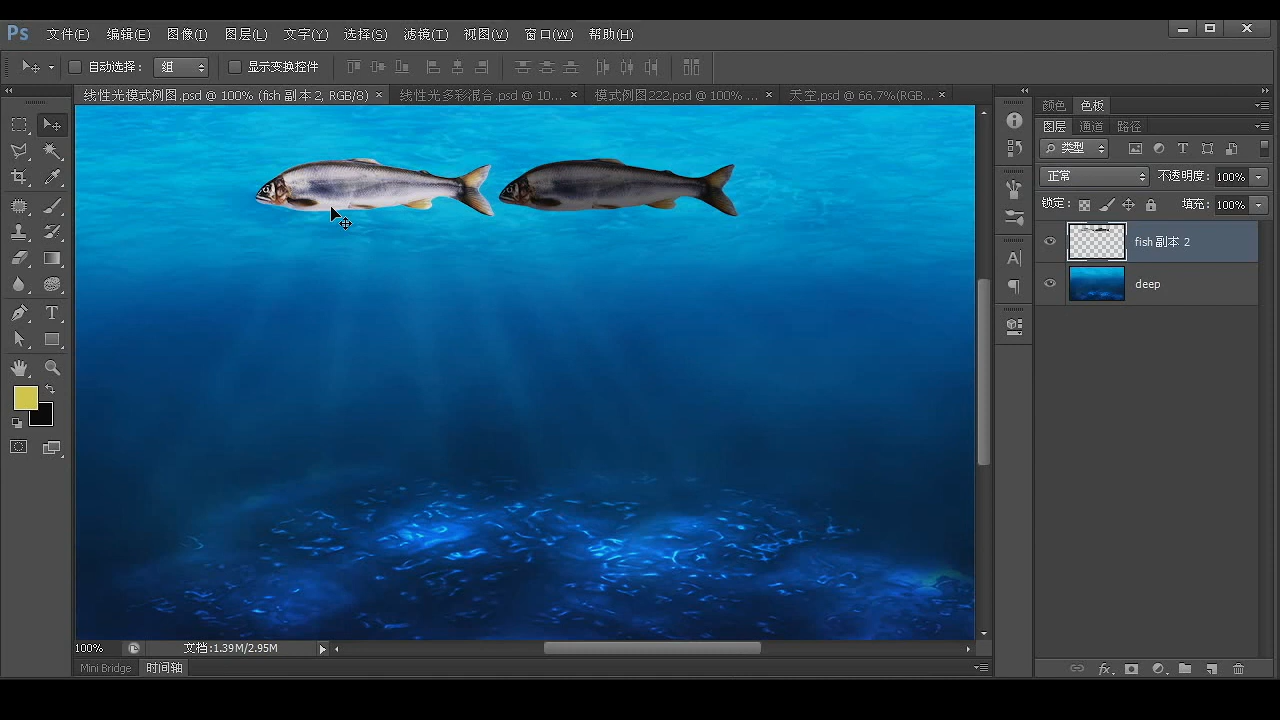 Ps 文件(F) 编辑(E) 图像(I) 图层(L) 文字(Y) 选择(S) 滤镜(T) 视图(V) 窗口(W) 帮助(H)
自动选择： 组 显示变换控件
线性光模式例图.psd @ 100% (fish 副本 2, RGB/8) × 线性光多彩混合.psd @ 10... × 模式例图222.psd @ 100% ... × 天空.psd @ 66.7%(RGB... ×
颜色 色板
图层 通道 路径
类型
正常 不透明度： 100%
锁定： 填充： 100%
fish 副本 2
deep
100% 文档:1.39M/2.95M
Mini Bridge 时间轴